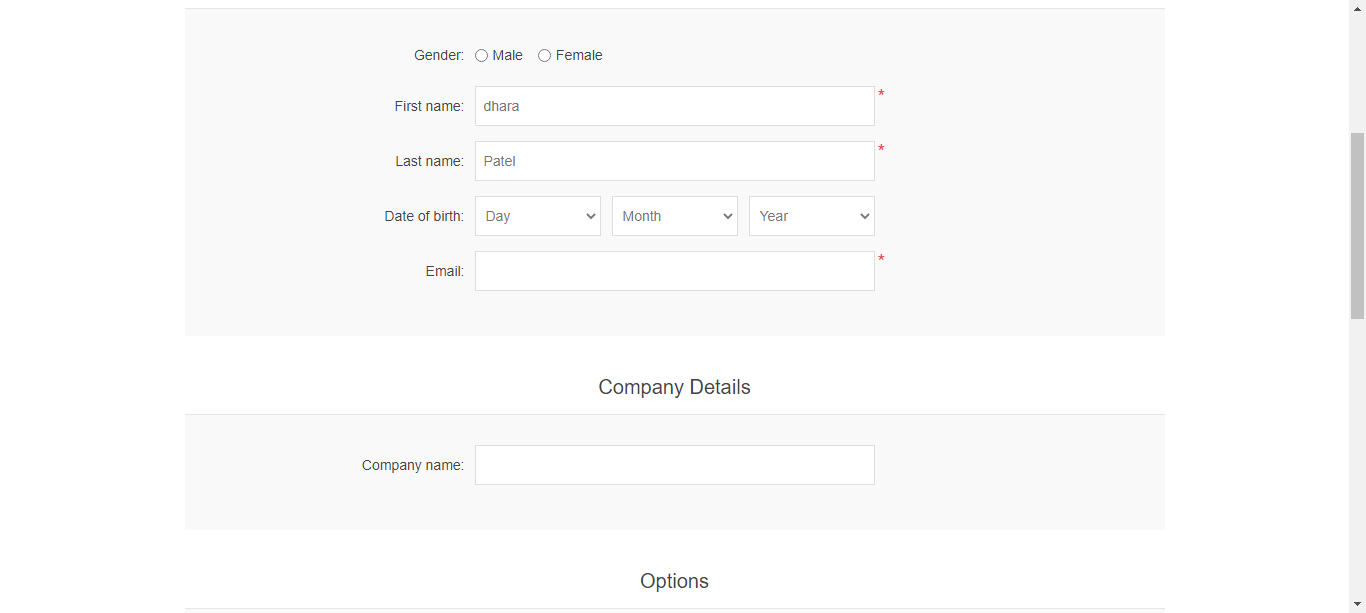 Gender: Male Female
First name: dhara *
Last name: Patel *
Date of birth: Day Month Year
Email: *
Company Details
Company name:
Options